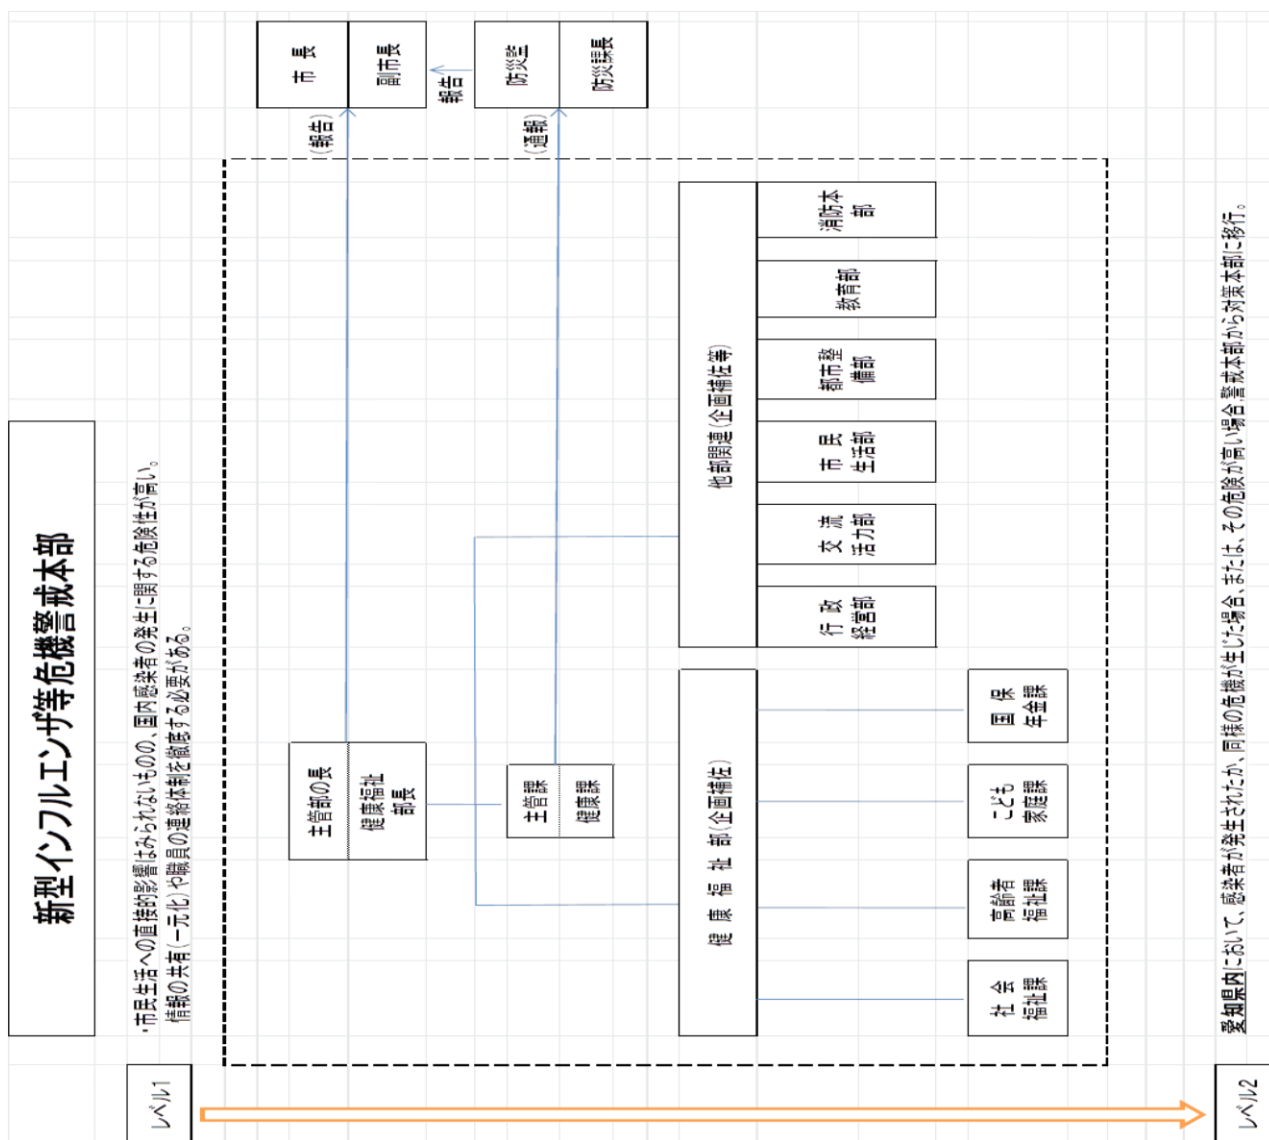 新型インフルエンザ等危機警戒本部
レベル1
・市民生活への直接的影響はみられないものの、国内感染者の発生に関する危険性が高い。
情報の共有(一元化)や職員の連絡体制を徹底する必要がある。
市 長
副市長
主管部の長
健康福祉
部長
(報告)
報告
防災監
防災課長
主管課
健康課
(通報)
健 康 福 祉 部(企画補佐)
他部関連(企画補佐等)
行 政
経営部
交 流
活力部
市 民
生活部
都市整
備部
教育部
消防本
部
社 会
福祉課
高齢者
福祉課
こども
家庭課
国 保
年金課
レベル2
愛知県内において、感染者が発生されたか、同様の危機が生じた場合、または、その危険が高い場合、警戒本部から対策本部に移行。